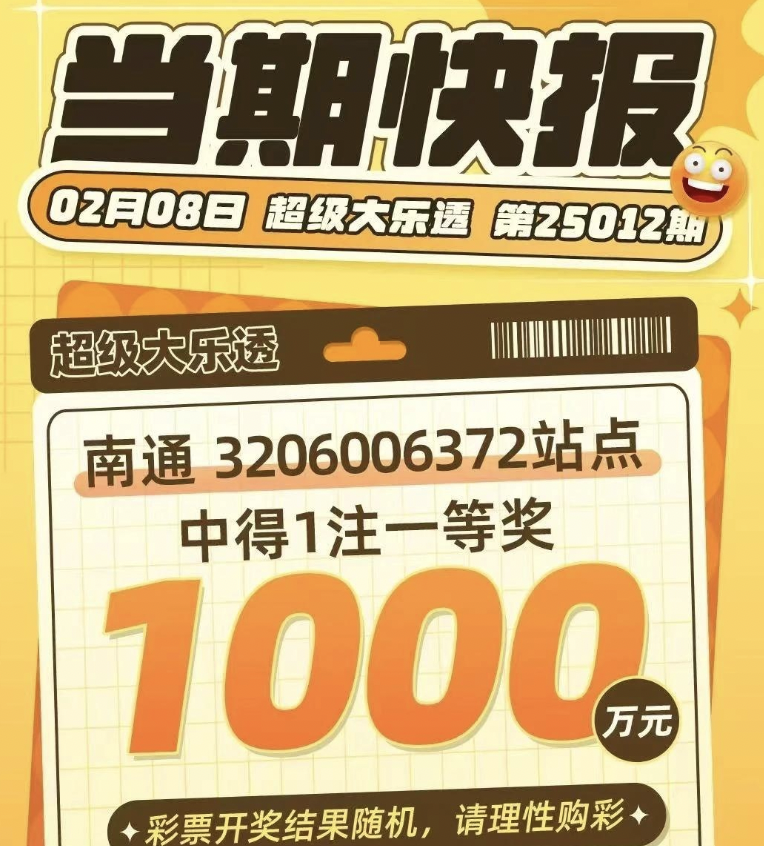 当期快报
02月08日 超级大乐透 第25012期
超级大乐透
南通 3206006372站点
中得1注一等奖
1000
万元
彩票开奖结果随机，请理性购彩